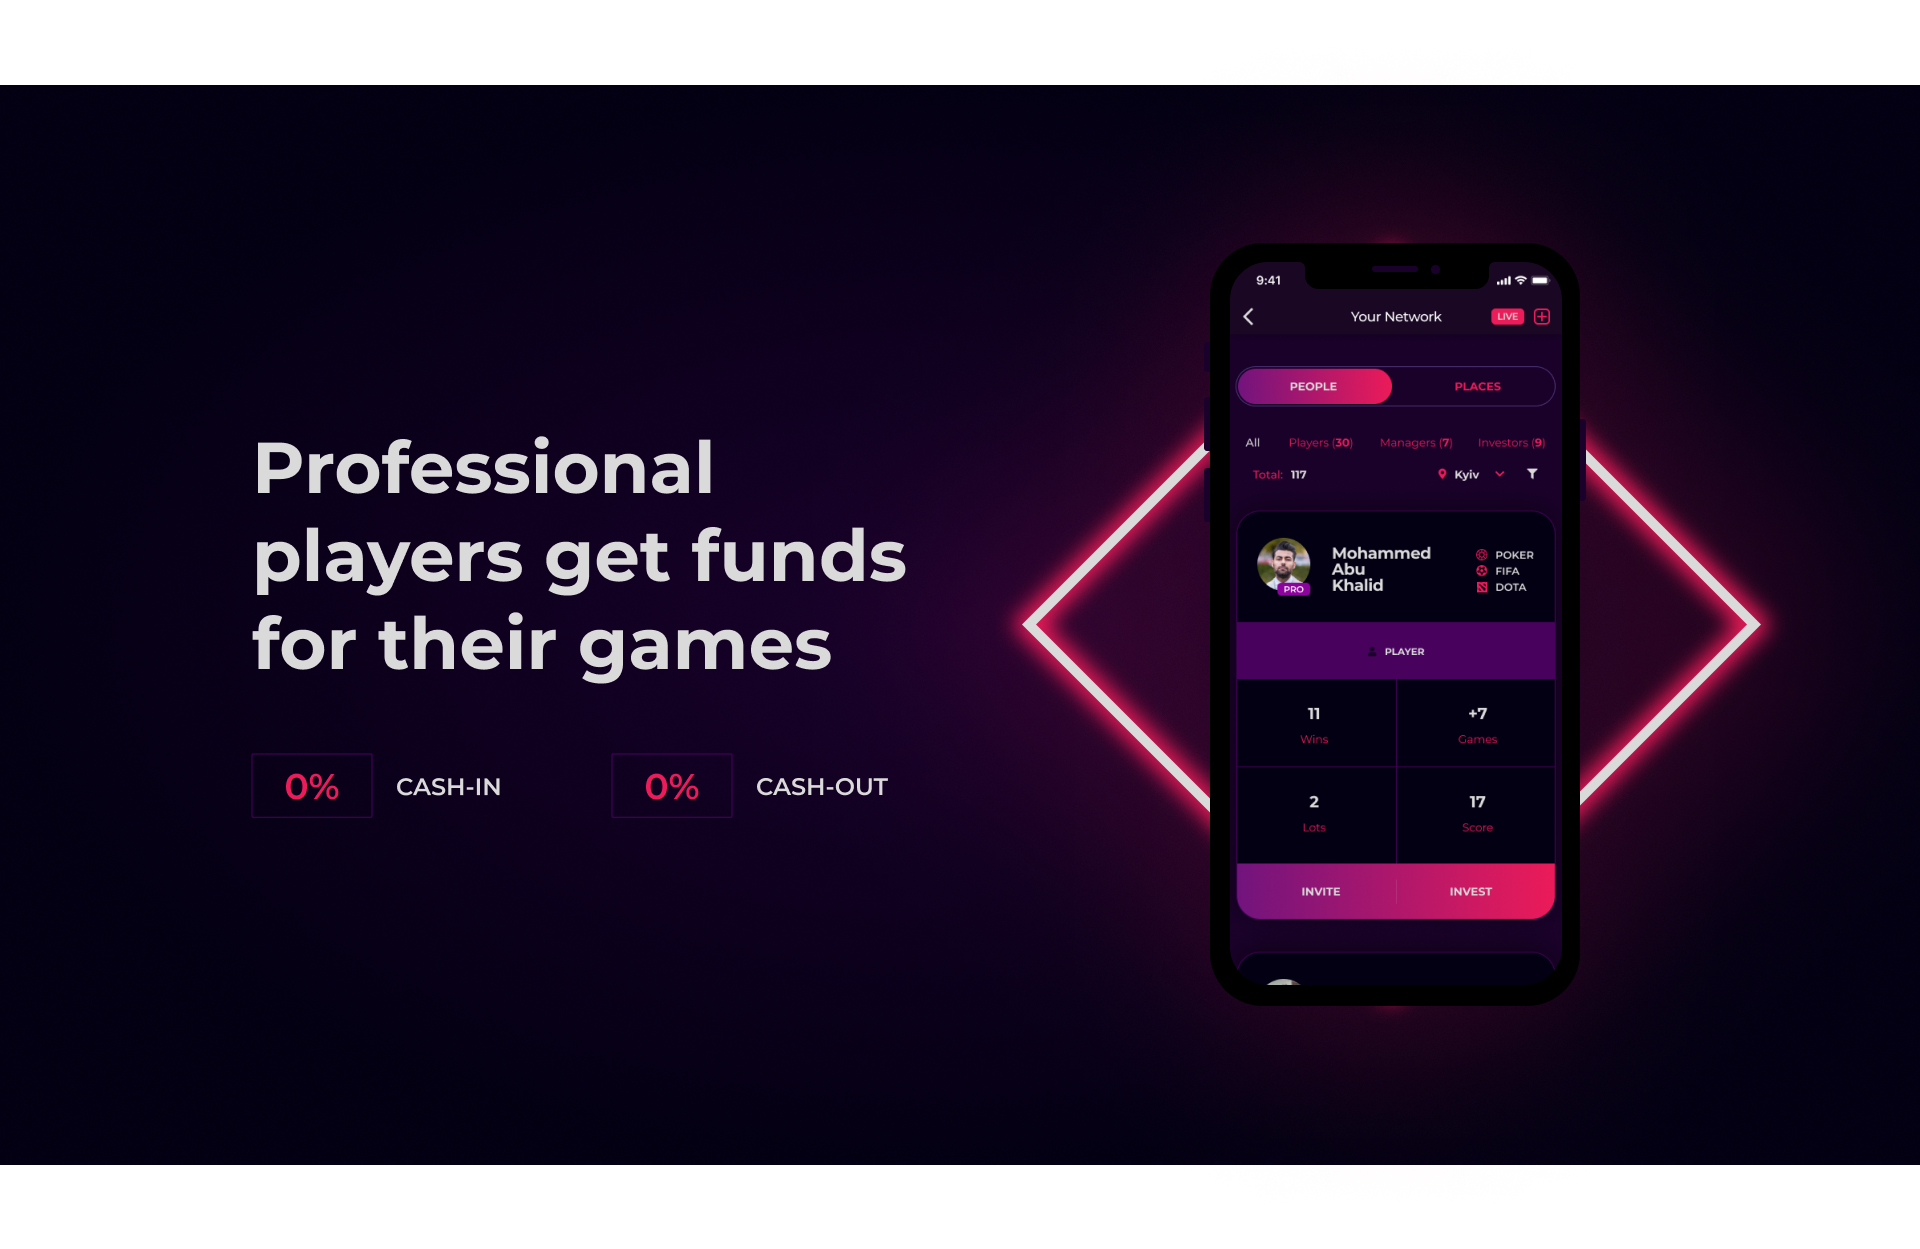 Professional
players get funds
for their games
0% CASH-IN 0% CASH-OUT
9:41
Your Network LIVE
PEOPLE PLACES
All Players (30) Managers (7) Investors (9)
Total: 117 Kyiv
Mohammed
Abu
Khalid
PRO
POKER
FIFA
DOTA
PLAYER
11 +7
Wins Games
2 17
Lots Score
INVITE INVEST